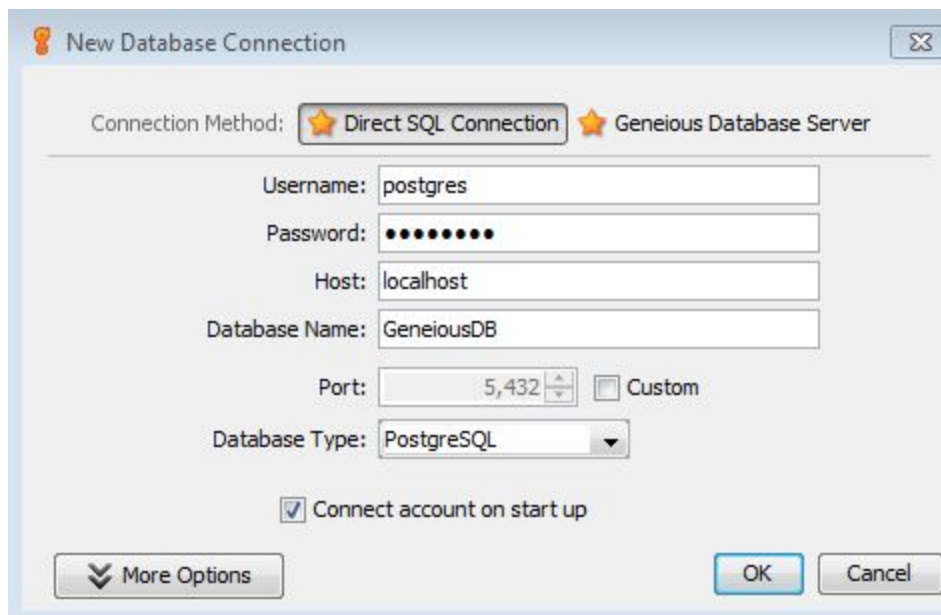 New Database Connection
Connection Method: Direct SQL Connection Geneious Database Server
Username: postgres
Password: ••••••••
Host: localhost
Database Name: GeneiousDB
Port: 5,432 Custom
Database Type: PostgreSQL
Connect account on start up
More Options OK Cancel